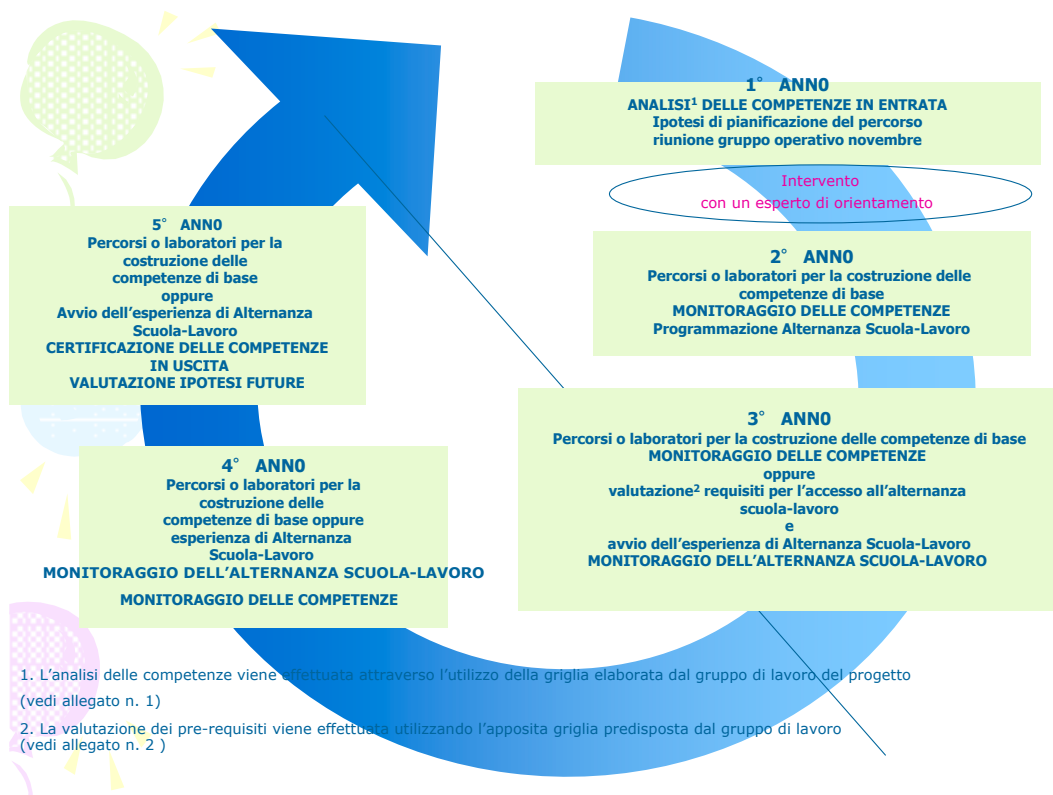 1° ANN0
ANALISI¹ DELLE COMPETENZE IN ENTRATA
Ipotesi di pianificazione del percorso
riunione gruppo operativo novembre
Intervento
con un esperto di orientamento
2° ANN0
Percorsi o laboratori per la costruzione delle
competenze di base
MONITORAGGIO DELLE COMPETENZE
Programmazione Alternanza Scuola-Lavoro
3° ANN0
Percorsi o laboratori per la costruzione delle competenze di base
MONITORAGGIO DELLE COMPETENZE
oppure
valutazione² requisiti per l’accesso all’alternanza
scuola-lavoro
e
avvio dell’esperienza di Alternanza Scuola-Lavoro
MONITORAGGIO DELL’ALTERNANZA SCUOLA-LAVORO
4° ANN0
Percorsi o laboratori per la
costruzione delle
competenze di base oppure
esperienza di Alternanza
Scuola-Lavoro
MONITORAGGIO DELL’ALTERNANZA SCUOLA-LAVORO
MONITORAGGIO DELLE COMPETENZE
5° ANN0
Percorsi o laboratori per la
costruzione delle
competenze di base
oppure
Avvio dell’esperienza di Alternanza
Scuola-Lavoro
CERTIFICAZIONE DELLE COMPETENZE
IN USCITA
VALUTAZIONE IPOTESI FUTURE
1. L’analisi delle competenze viene effettuata attraverso l’utilizzo della griglia elaborata dal gruppo di lavoro del progetto
(vedi allegato n. 1)
2. La valutazione dei pre-requisiti viene effettuata utilizzando l’apposita griglia predisposta dal gruppo di lavoro
(vedi allegato n. 2 )